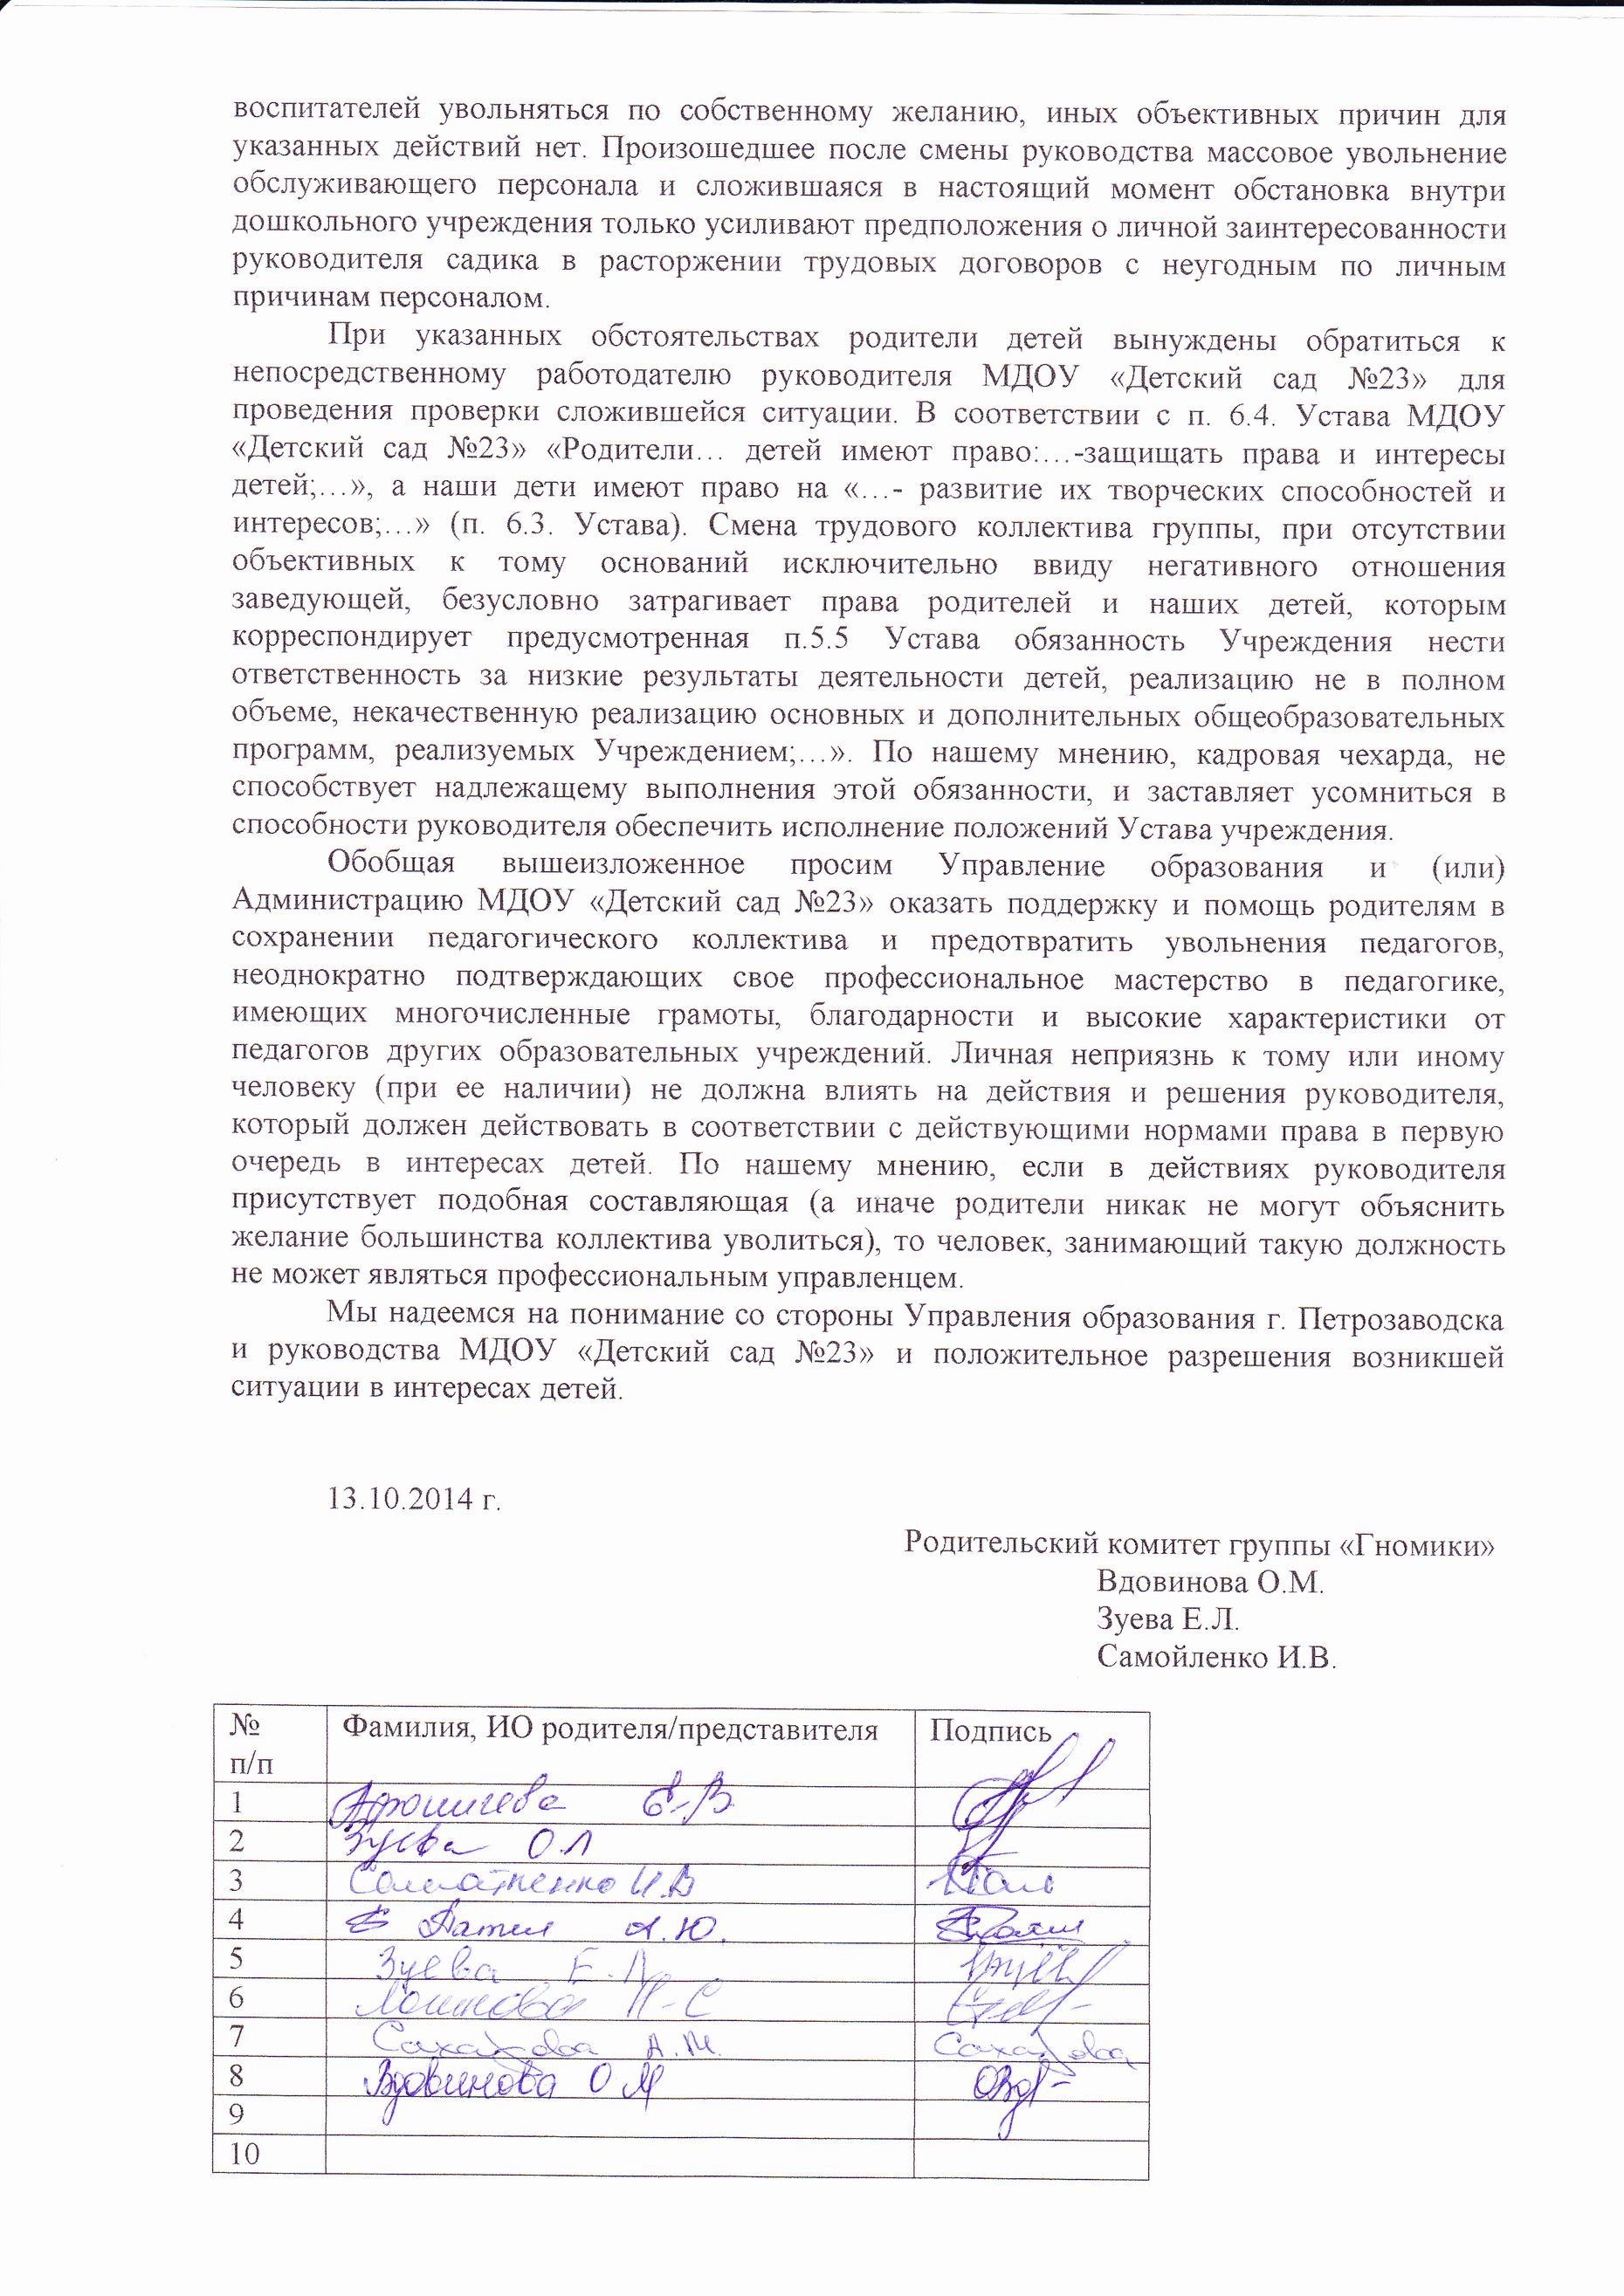 воспитателей увольняться по собственному желанию, иных объективных причин для
указанных действий нет. Произошедшее после смены руководства массовое увольнение
обслуживающего персонала и сложившаяся в настоящий момент обстановка внутри
дошкольного учреждения только усиливают предположения о личной заинтересованности
руководителя садика в расторжении трудовых договоров с неугодным по личным
причинам персоналом.
При указанных обстоятельствах родители детей вынуждены обратиться к
непосредственному работодателю руководителя МДОУ «Детский сад №23» для
проведения проверки сложившейся ситуации. В соответствии с п. 6.4. Устава МДОУ
«Детский сад №23» «Родители… детей имеют право:…-защищать права и интересы
детей;…», а наши дети имеют право на «…- развитие их творческих способностей и
интересов;…» (п. 6.3. Устава). Смена трудового коллектива группы, при отсутствии
объективных к тому оснований исключительно ввиду негативного отношения
заведующей, безусловно затрагивает права родителей и наших детей, которым
корреспондирует предусмотренная п.5.5 Устава обязанность Учреждения нести
ответственность за низкие результаты деятельности детей, реализацию не в полном
объеме, некачественную реализацию основных и дополнительных общеобразовательных
программ, реализуемых Учреждением;…». По нашему мнению, кадровая чехарда, не
способствует надлежащему выполнения этой обязанности, и заставляет усомниться в
способности руководителя обеспечить исполнение положений Устава учреждения.
Обобщая вышеизложенное просим Управление образования и (или)
Администрацию МДОУ «Детский сад №23» оказать поддержку и помощь родителям в
сохранении педагогического коллектива и предотвратить увольнения педагогов,
неоднократно подтверждающих свое профессиональное мастерство в педагогике,
имеющих многочисленные грамоты, благодарности и высокие характеристики от
педагогов других образовательных учреждений. Личная неприязнь к тому или иному
человеку (при ее наличии) не должна влиять на действия и решения руководителя,
который должен действовать в соответствии с действующими нормами права в первую
очередь в интересах детей. По нашему мнению, если в действиях руководителя
присутствует подобная составляющая (а иначе родители никак не могут объяснить
желание большинства коллектива уволиться), то человек, занимающий такую должность
не может являться профессиональным управленцем.
Мы надеемся на понимание со стороны Управления образования г. Петрозаводска
и руководства МДОУ «Детский сад №23» и положительное разрешения возникшей
ситуации в интересах детей.
13.10.2014 г.
Родительский комитет группы «Гномики»
Вдовинова О.М.
Зуева Е.Л.
Самойленко И.В.
№ Фамилия, ИО родителя/представителя Подпись
п/п
1 Е.В
2 Зуева О Л
3 И.В
4 А.Ю.
5 Зуева Е.Л
6
7 А.М.
8 Вдовинова О М
9
10